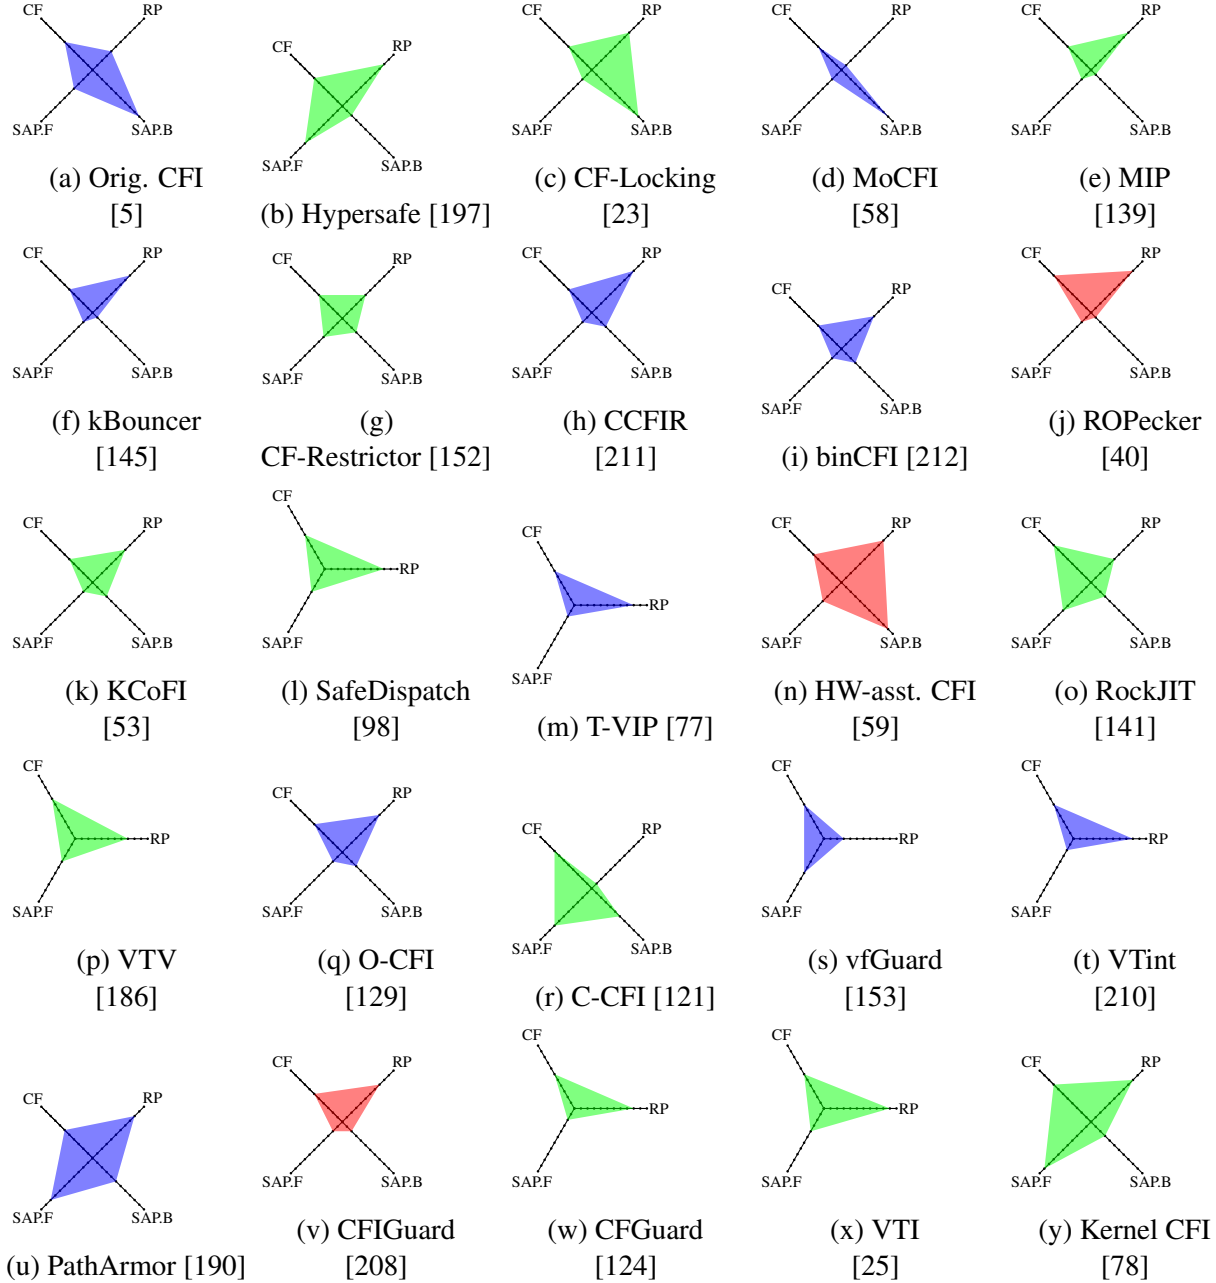 CF RP
SAP.F SAP.B
(a) Orig. CFI
[5]
CF RP
SAP.F SAP.B
(b) Hypersafe [197]
CF RP
SAP.F SAP.B
(c) CF-Locking
[23]
CF RP
SAP.F SAP.B
(d) MoCFI
[58]
CF RP
SAP.F SAP.B
(e) MIP
[139]
CF RP
SAP.F SAP.B
(f) kBouncer
[145]
CF RP
SAP.F SAP.B
(g)
CF-Restrictor [152]
CF RP
SAP.F SAP.B
(h) CCFIR
[211]
CF RP
SAP.F SAP.B
(i) binCFI [212]
CF RP
SAP.F SAP.B
(j) ROPecker
[40]
CF RP
SAP.F SAP.B
(k) KCoFI
[53]
CF
RP
SAP.F
(l) SafeDispatch
[98]
CF
RP
SAP.F
(m) T-VIP [77]
CF RP
SAP.F SAP.B
(n) HW-asst. CFI
[59]
CF RP
SAP.F SAP.B
(o) RockJIT
[141]
CF
RP
SAP.F
(p) VTV
[186]
CF RP
SAP.F SAP.B
(q) O-CFI
[129]
CF RP
SAP.F SAP.B
(r) C-CFI [121]
CF
RP
SAP.F
(s) vfGuard
[153]
CF
RP
SAP.F
(t) VTint
[210]
CF RP
SAP.F SAP.B
(u) PathArmor [190]
CF RP
SAP.F SAP.B
(v) CFIGuard
[208]
CF
RP
SAP.F
(w) CFGuard
[124]
CF
RP
SAP.F
(x) VTI
[25]
CF RP
SAP.F SAP.B
(y) Kernel CFI
[78]